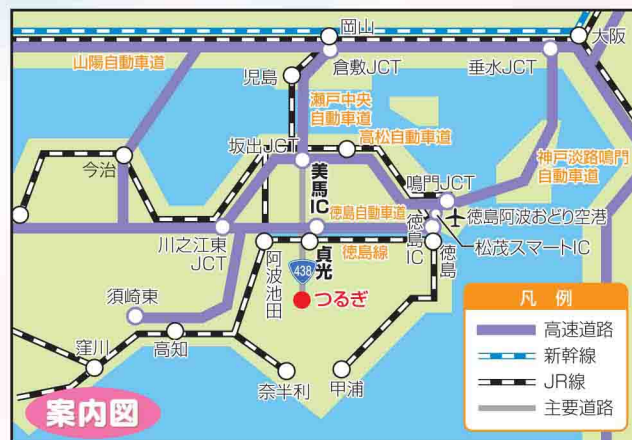 岡山
大阪
山陽自動車道
倉敷JCT
垂水JCT
児島
瀬戸中央
自動車道
高松自動車道
坂出JCT
神戸淡路鳴門
自動車道
今治
美馬IC
鳴門JCT
徳島自動車道
徳島阿波おどり空港
徳島IC
松茂スマートIC
川之江東
JCT
徳島線
阿波池田
貞光
徳島
438
つるぎ
須崎東
高知
窪川
奈半利
甲浦
凡例
高速道路
新幹線
JR線
主要道路
案内図